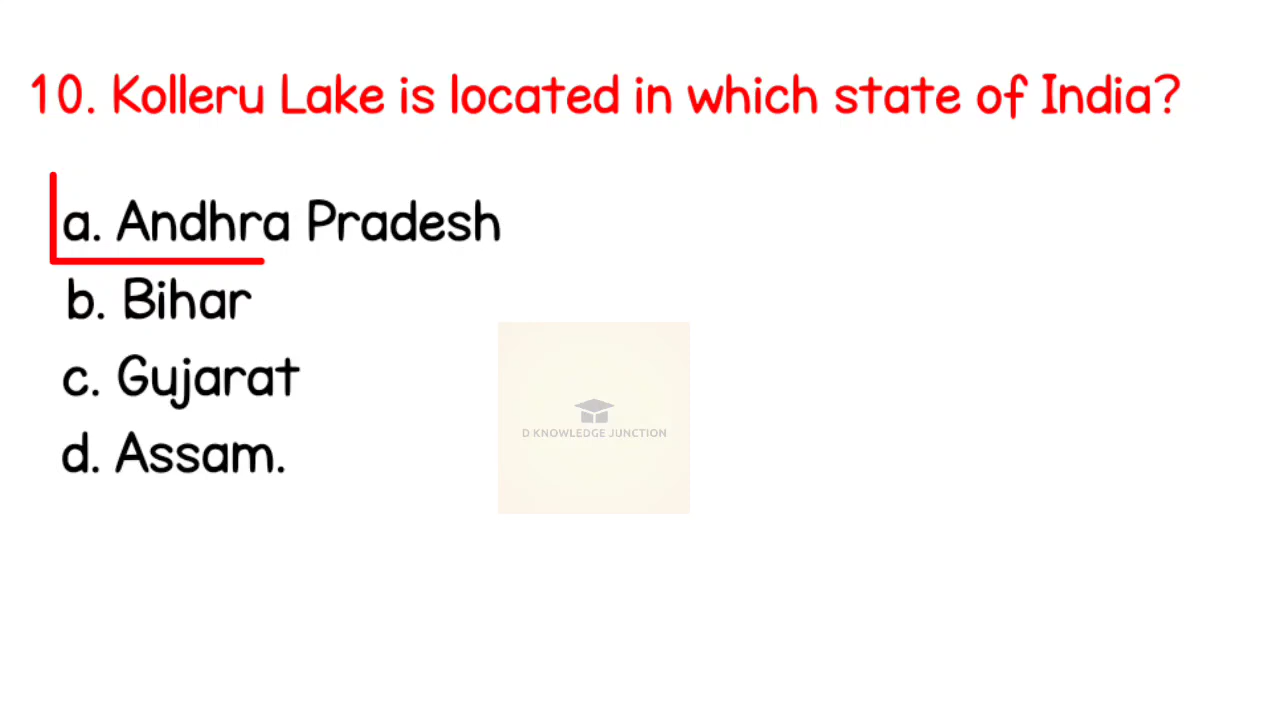 10. Kolleru Lake is located in which state of India?
a. Andhra Pradesh
b. Bihar
c. Gujarat
d. Assam.
D KNOWLEDGE JUNCTION